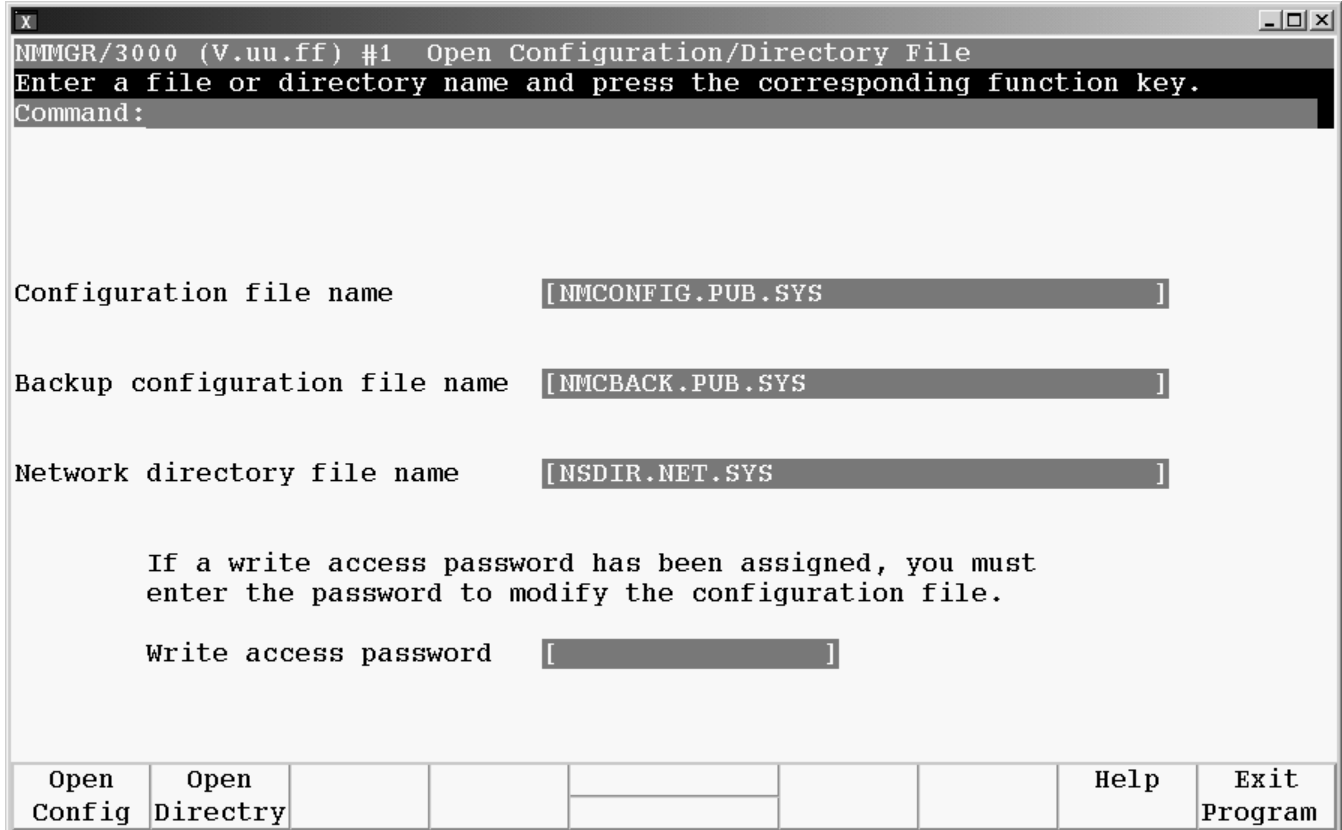 X
NMMGR/3000 (V.uu.ff) #1  Open Configuration/Directory File
Enter a file or directory name and press the corresponding function key.
Command:
Configuration file name [NMCONFIG.PUB.SYS ]
Backup configuration file name [NMCBACK.PUB.SYS ]
Network directory file name [NSDIR.NET.SYS ]
If a write access password has been assigned, you must
enter the password to modify the configuration file.
Write access password [ ]
Open Open Help Exit
Config Directry Program